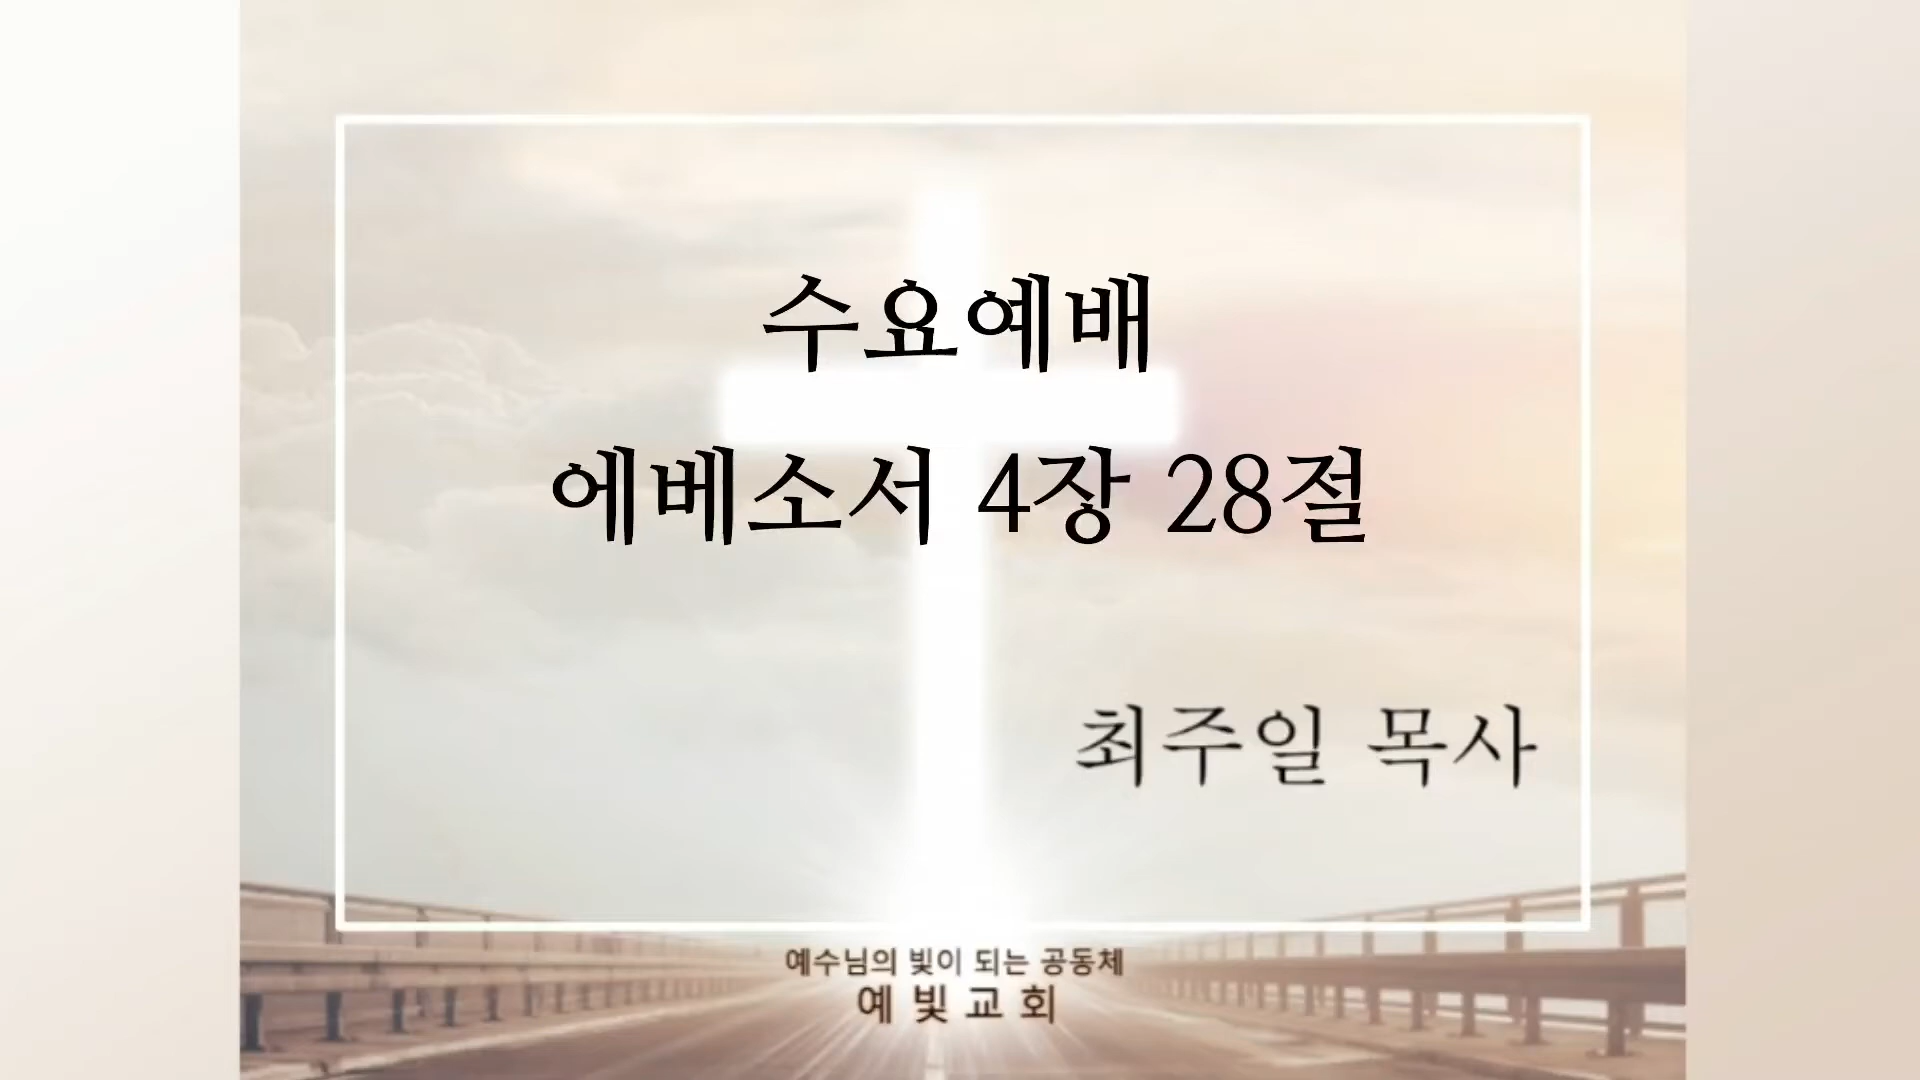 수요예배
에베소서 4장 28절
최주일 목사
예수님의 빛이 되는 공동체
예빛교회